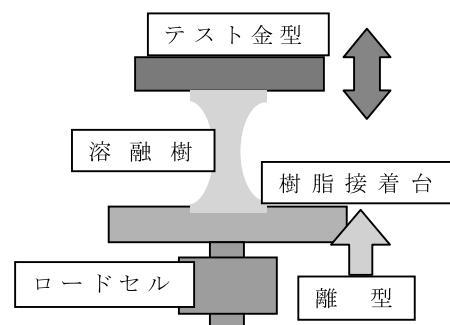 テスト金型
溶融樹
樹脂接着台
ロードセル
離型